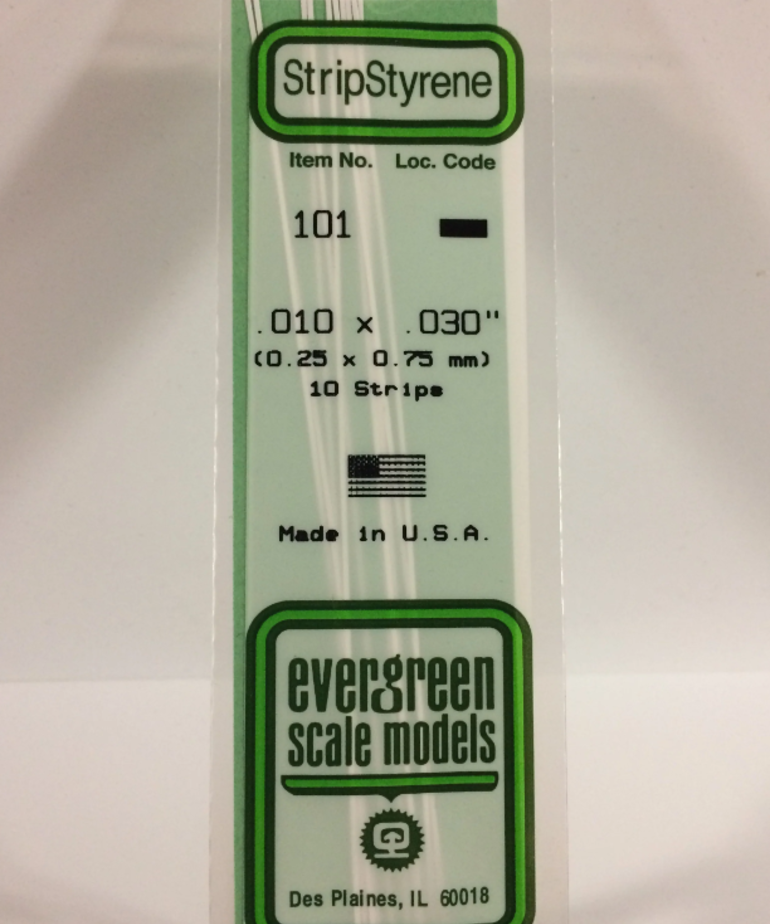 StripStyrene
Item No. Loc. Code
101
.010 x .030"
(0.25 x 0.75 mm)
10 Strips
Made in U.S.A.
evergreen
scale models
Des Plaines, IL 60018